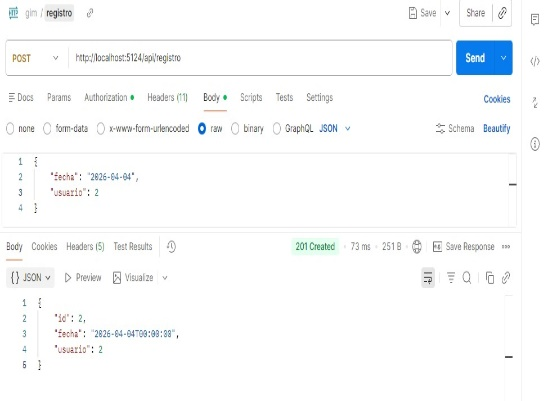 gim / registro
Save
Share
POST
http://localhost:5124/api/registro
Send
Docs Params Authorization Headers (11) Body Scripts Tests Settings
Cookies
none form-data x-www-form-urlencoded raw binary GraphQL JSON
Schema Beautify
1 {
2 "fecha": "2026-04-04",
3 "usuario": 2
4 }
Body Cookies Headers (5) Test Results
201 Created · 73 ms · 251 B
Save Response
{} JSON Preview Visualize
1 {
2 "id": 2,
3 "fecha": "2026-04-04T00:00:00",
4 "usuario": 2
5 }